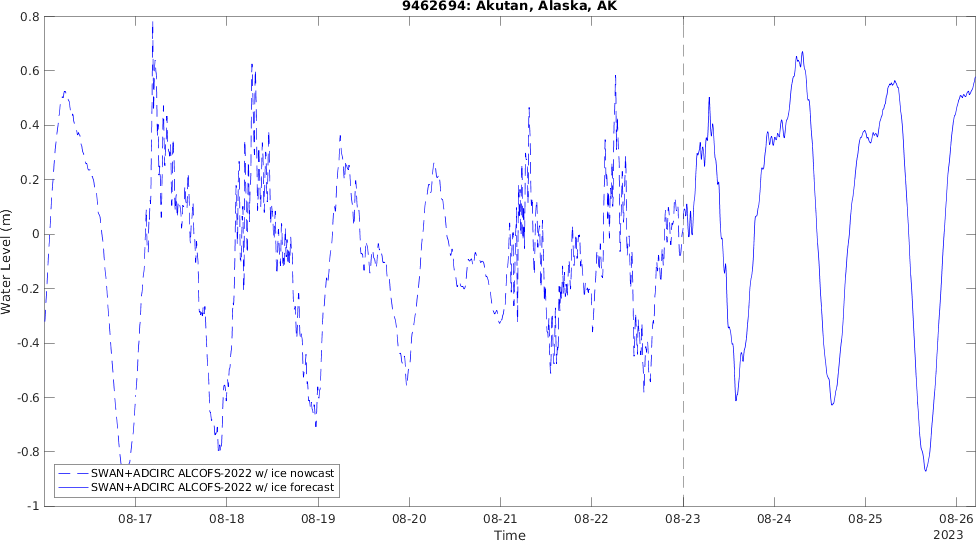 9462694: Akutan, Alaska, AK
Water Level (m)
0.8
0.6
0.4
0.2
0
-0.2
-0.4
-0.6
-0.8
-1
SWAN+ADCIRC ALCOFS-2022 w/ ice nowcast
SWAN+ADCIRC ALCOFS-2022 w/ ice forecast
08-17 08-18 08-19 08-20 08-21 08-22 08-23 08-24 08-25 08-26
Time
2023